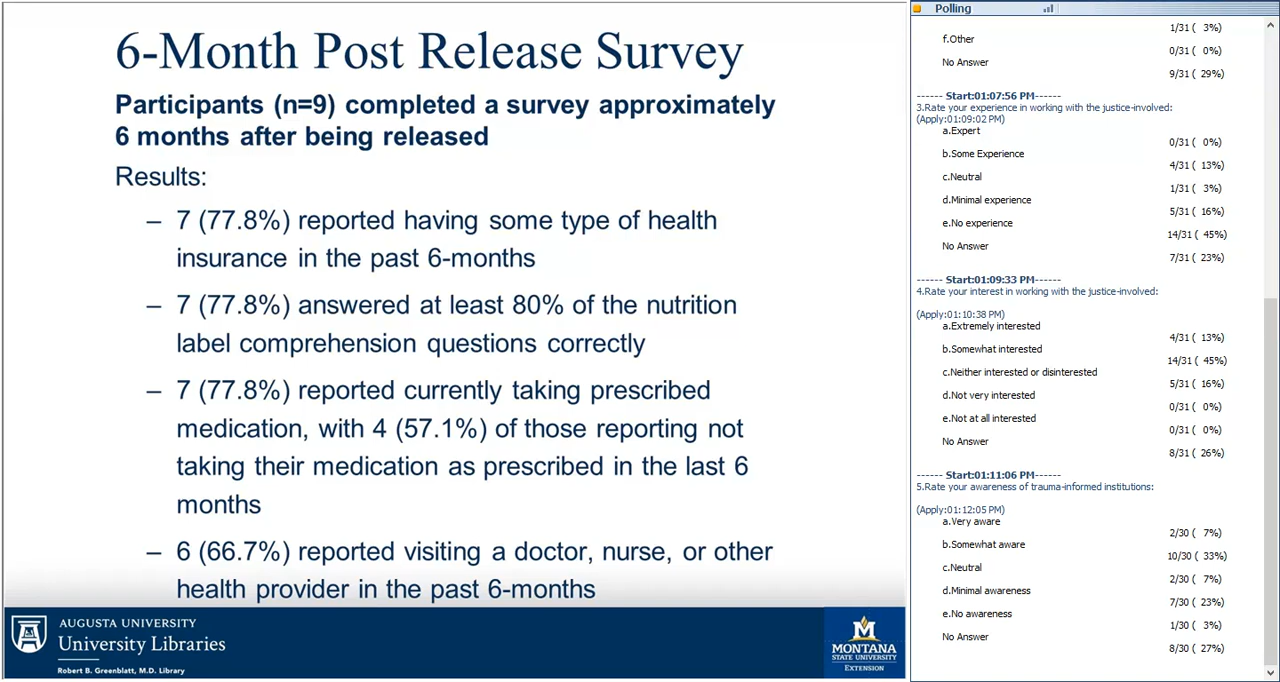 6-Month Post Release Survey
Participants (n=9) completed a survey approximately
6 months after being released
Results:
– 7 (77.8%) reported having some type of health
insurance in the past 6-months
– 7 (77.8%) answered at least 80% of the nutrition
label comprehension questions correctly
– 7 (77.8%) reported currently taking prescribed
medication, with 4 (57.1%) of those reporting not
taking their medication as prescribed in the last 6
months
– 6 (66.7%) reported visiting a doctor, nurse, or other
health provider in the past 6-months
AUGUSTA UNIVERSITY
University Libraries
Robert B. Greenblatt, M.D. Library
M
MONTANA
STATE UNIVERSITY
EXTENSION
Polling
1/31 ( 3%)
f.Other
0/31 ( 0%)
No Answer
9/31 ( 29%)
------ Start:01:07:56 PM------
3.Rate your experience in working with the justice-involved:
(Apply:01:09:02 PM)
a.Expert
0/31 ( 0%)
b.Some Experience
4/31 ( 13%)
c.Neutral
1/31 ( 3%)
d.Minimal experience
5/31 ( 16%)
e.No experience
14/31 ( 45%)
No Answer
7/31 ( 23%)
------ Start:01:09:33 PM------
4.Rate your interest in working with the justice-involved:
(Apply:01:10:38 PM)
a.Extremely interested
4/31 ( 13%)
b.Somewhat interested
14/31 ( 45%)
c.Neither interested or disinterested
5/31 ( 16%)
d.Not very interested
0/31 ( 0%)
e.Not at all interested
0/31 ( 0%)
No Answer
8/31 ( 26%)
------ Start:01:11:06 PM------
5.Rate your awareness of trauma-informed institutions:
(Apply:01:12:05 PM)
a.Very aware
2/30 ( 7%)
b.Somewhat aware
10/30 ( 33%)
c.Neutral
2/30 ( 7%)
d.Minimal awareness
7/30 ( 23%)
e.No awareness
1/30 ( 3%)
No Answer
8/30 ( 27%)